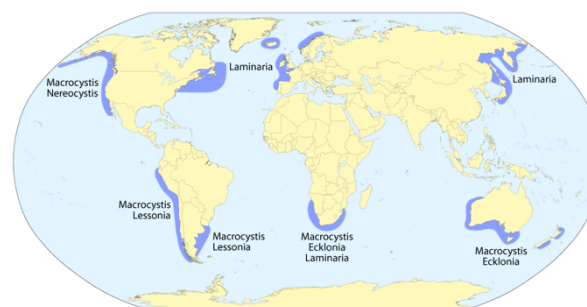 Laminaria
Laminaria
Macrocystis
Nereocystis
Macrocystis
Lessonia
Macrocystis
Lessonia
Macrocystis
Ecklonia
Laminaria
Macrocystis
Ecklonia